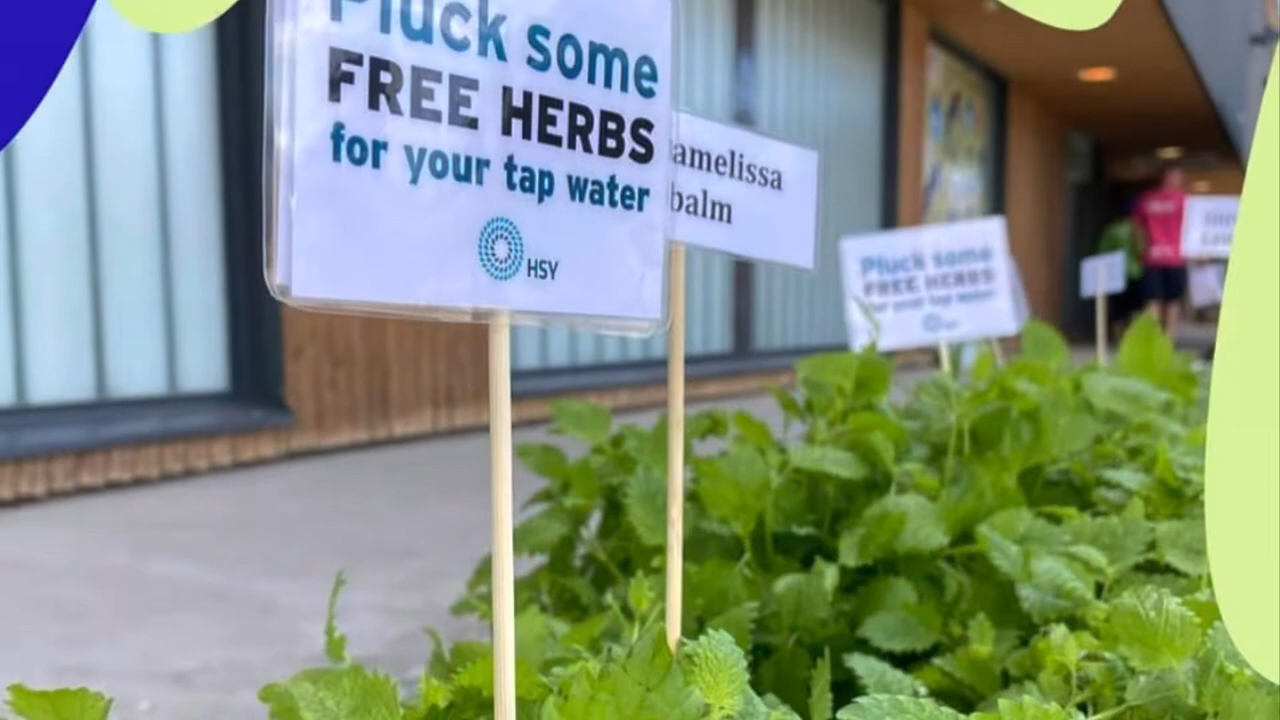 Pluck some
FREE HERBS
for your tap water
HSY
amelissa
balm
Pluck some
FREE HERBS
for your tap water